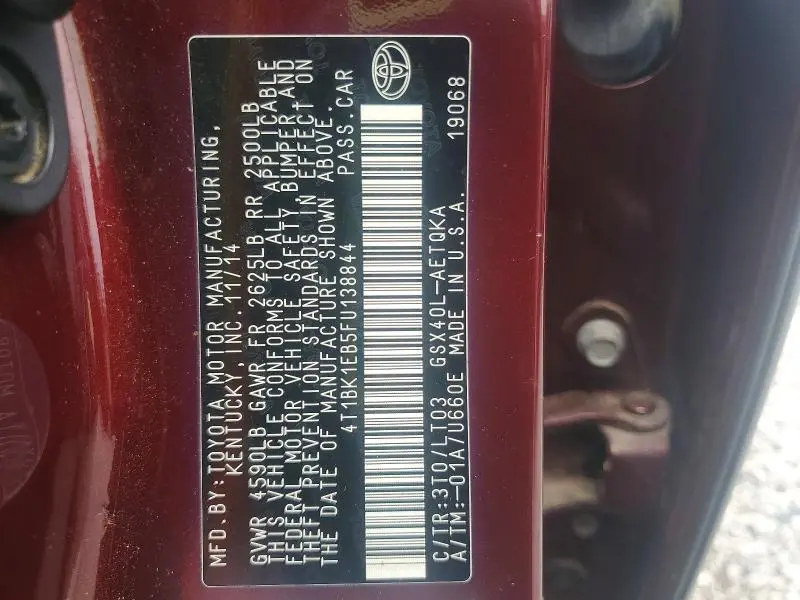 MFD.BY:TOYOTA MOTOR MANUFACTURING,
KENTUCKY, INC. 11/14
GVWR 4590LB GAWR FR 2625LB RR 2500LB
THIS VEHICLE CONFORMS TO ALL APPLICABLE
FEDERAL MOTOR VEHICLE SAFETY, BUMPER, AND
THEFT PREVENTION STANDARDS IN EFFECT ON
THE DATE OF MANUFACTURE SHOWN ABOVE.
4T1BK1EB5FU138844 PASS. CAR
C/TR:3T0/LT03 GSX40L-AETQKA 19068
A/TM:-01A/U660E MADE IN U.S.A.